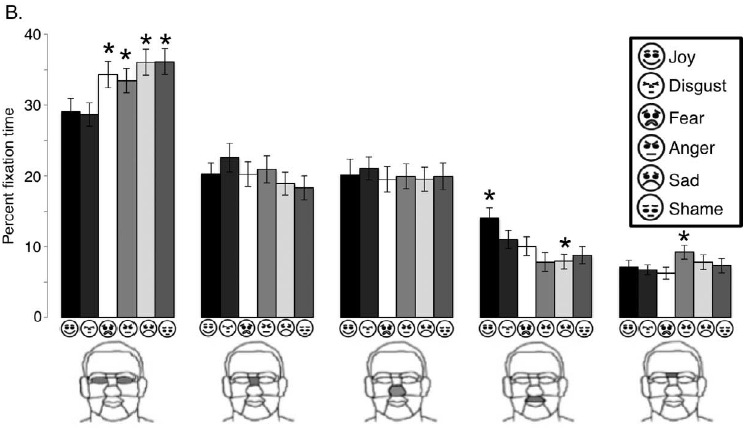 B.
Percent fixation time
40
30
20
10
0
* * * *
* *
*
Joy
Disgust
Fear
Anger
Sad
Shame